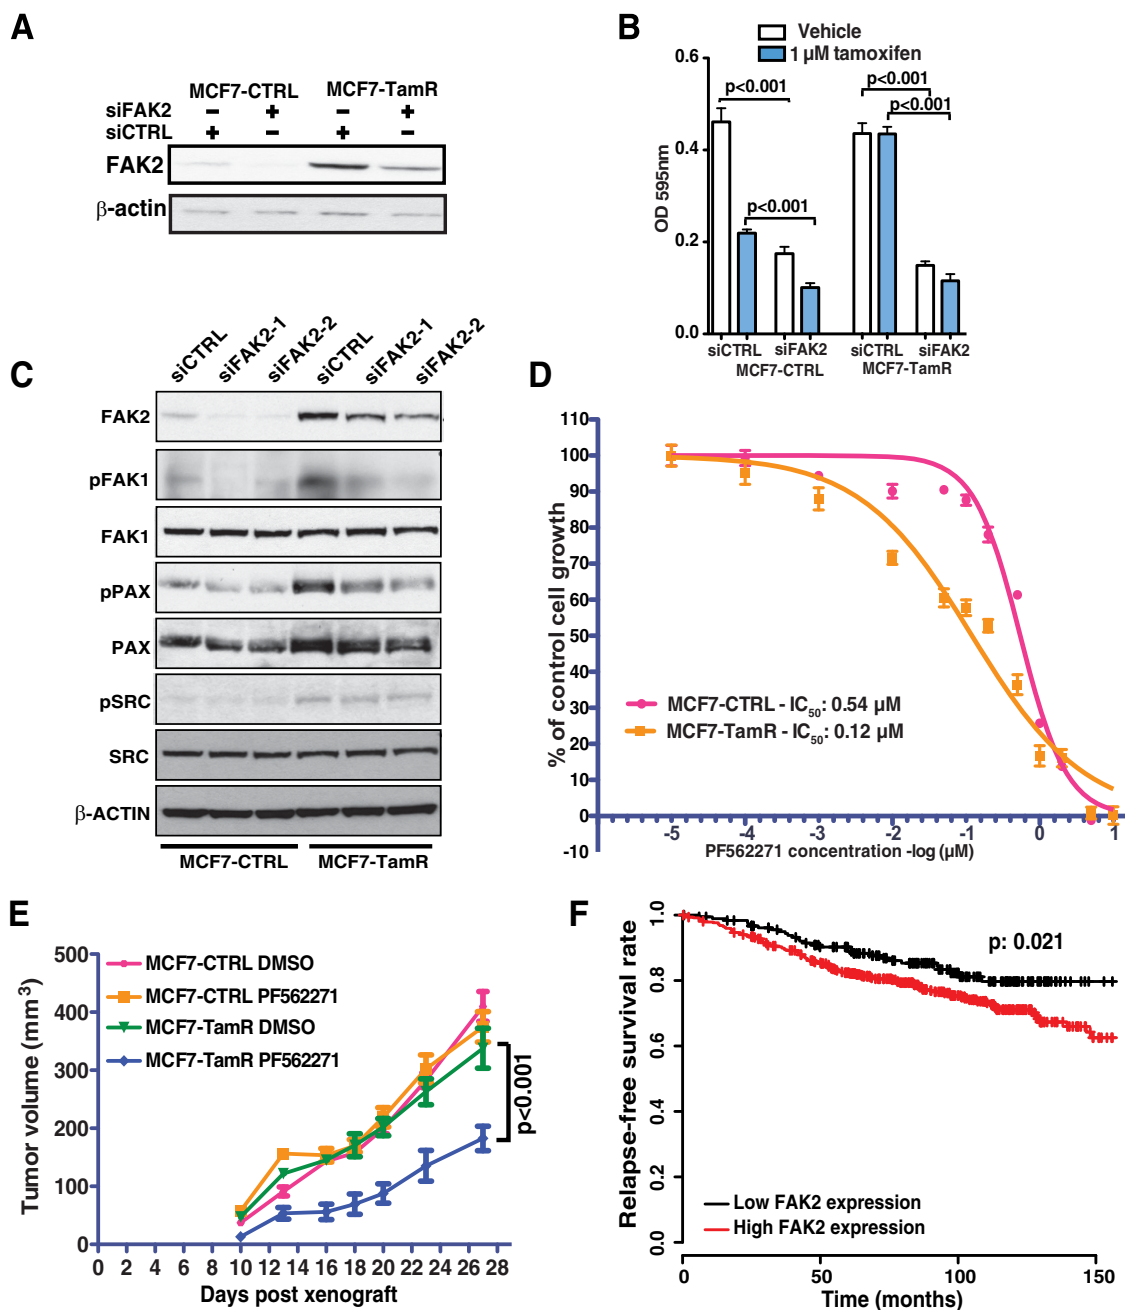 A
MCF7-CTRL MCF7-TamR
siFAK2 - + - +
siCTRL + - + -
FAK2
β-actin
B
Vehicle
1 µM tamoxifen
OD 595nm
0.6
0.4
0.2
0.0
p<0.001
p<0.001
p<0.001
p<0.001
siCTRL siFAK2 siCTRL siFAK2
MCF7-CTRL MCF7-TamR
C
siCTRL siFAK2-1 siFAK2-2 siCTRL siFAK2-1 siFAK2-2
FAK2
pFAK1
FAK1
pPAX
PAX
pSRC
SRC
β-ACTIN
MCF7-CTRL MCF7-TamR
D
% of control cell growth
110
100
90
80
70
60
50
40
30
20
10
0
-10
MCF7-CTRL - IC50: 0.54 µM
MCF7-TamR - IC50: 0.12 µM
-5 -4 -3 -2 -1 0 1
PF562271 concentration -log (µM)
E
Tumor volume (mm3)
500
400
300
200
100
0
MCF7-CTRL DMSO
MCF7-CTRL PF562271
MCF7-TamR DMSO
MCF7-TamR PF562271
p<0.001
0 2 4 6 8 10 12 14 16 18 20 22 24 26 28
Days post xenograft
F
Relapse-free survival rate
1.0
0.8
0.6
0.4
0.2
0.0
p: 0.021
Low FAK2 expression
High FAK2 expression
0 50 100 150
Time (months)